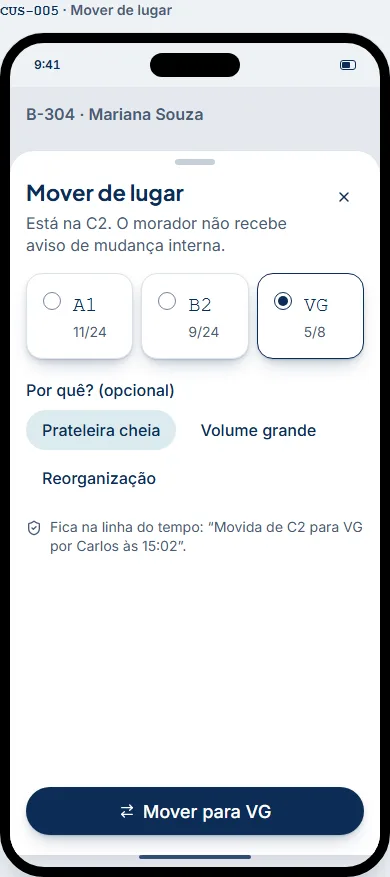 CUS-005 · Mover de lugar
9:41
B-304 · Mariana Souza
Mover de lugar
Está na C2. O morador não recebe
aviso de mudança interna.
A1
11/24
B2
9/24
VG
5/8
Por quê? (opcional)
Prateleira cheia
Volume grande
Reorganização
Fica na linha do tempo: “Movida de C2 para VG
por Carlos às 15:02”.
Mover para VG